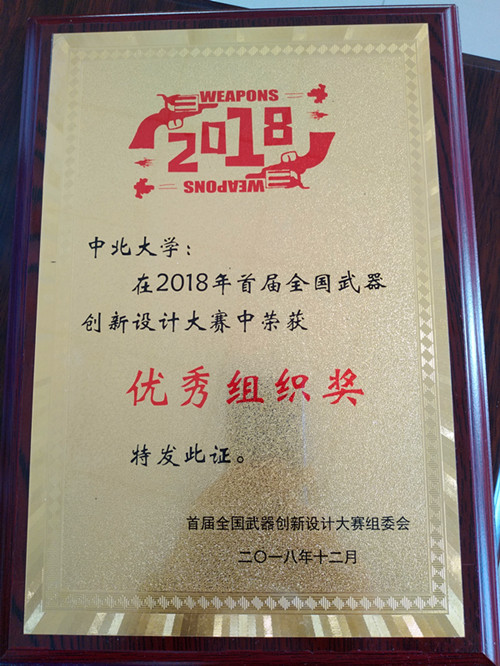 WEAPONS
2018
WEAPONS
中北大学：
在2018年首届全国武器
创新设计大赛中荣获
优秀组织奖
特发此证。
首届全国武器创新设计大赛组委会
二〇一八年十二月